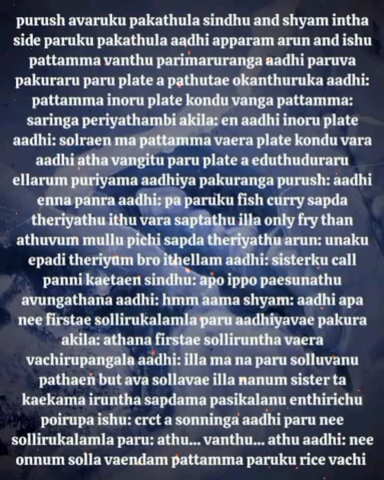 purush avaruku pakathula sindhu and shyam intha
side paruku pakathula aadhi apparam arun and ishu
pattamma vanthu parimaruranga aadhi paruva
pakuraru paru plate a pathutae okanthuruka aadhi:
pattamma inoru plate kondu vanga pattamma:
saringa periyathambi akila: en aadhi inoru plate
aadhi: solraen ma pattamma vaera plate kondu vara
aadhi atha vangitu paru plate a eduthuduraru
ellarum puriyama aadhiya pakuranga purush: aadhi
enna panra aadhi: pa paruku fish curry sapda
theriyathu ithu vara saptathu illa only fry than
athuvum mullu pichi sapda theriyathu arun: unaku
epadi theriyum bro ithellam aadhi: sisterku call
panni kaetaen sindhu: apo ippo paesunathu
avungathana aadhi: hmm aama shyam: aadhi apa
nee firstae sollirukalamla paru aadhiyavae pakura
akila: athana firstae solliruntha vaera
vachirupangala aadhi: illa ma na paru solluvanu
pathaen but ava sollavae illa nanum sister ta
kaekama iruntha sapdama pasikalanu enthirichu
poirupa ishu: crct a sonninga aadhi paru nee
sollirukalamla paru: athu... vanthu... athu aadhi: nee
onnum solla vaendam pattamma paruku rice vachi